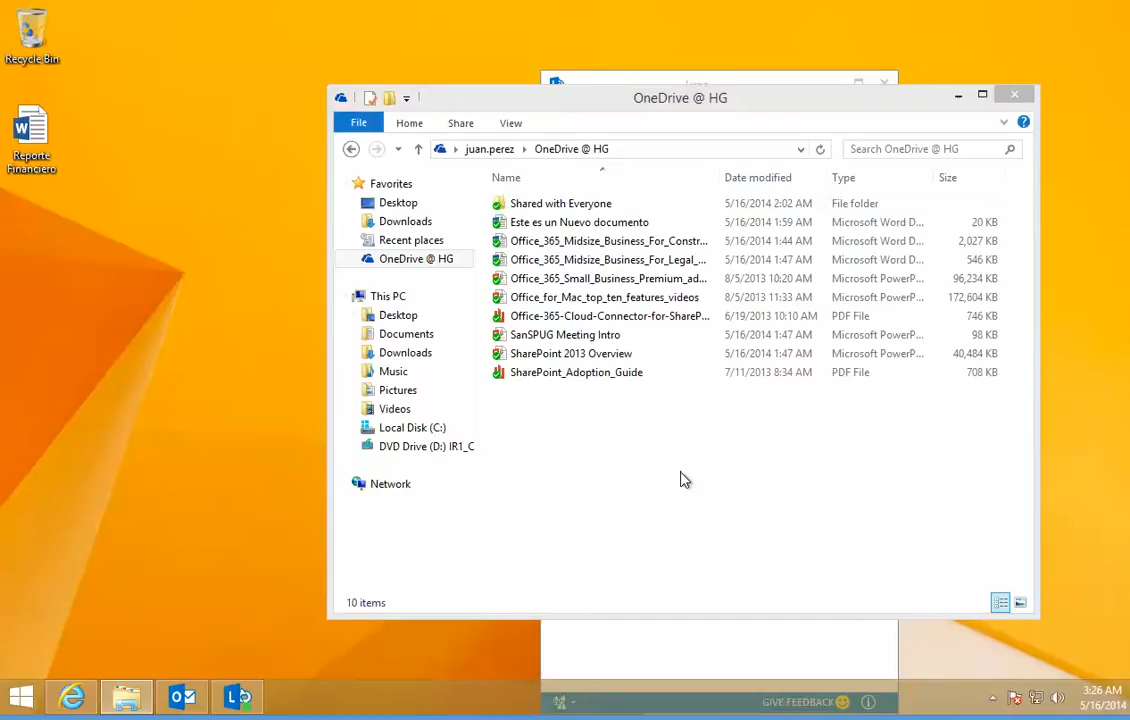 Recycle Bin
Reporte
Financiero
OneDrive @ HG
File Home Share View
juan.perez OneDrive @ HG
Search OneDrive @ HG
Name Date modified Type Size
Favorites
Desktop
Downloads
Recent places
OneDrive @ HG
This PC
Desktop
Documents
Downloads
Music
Pictures
Videos
Local Disk (C:)
DVD Drive (D:) IR1_C
Network
Shared with Everyone 5/16/2014 2:02 AM File folder
Este es un Nuevo documento 5/16/2014 1:59 AM Microsoft Word D... 20 KB
Office_365_Midsize_Business_For_Constr... 5/16/2014 1:44 AM Microsoft Word D... 2,027 KB
Office_365_Midsize_Business_For_Legal_... 5/16/2014 1:47 AM Microsoft Word D... 546 KB
Office_365_Small_Business_Premium_ad... 8/5/2013 10:20 AM Microsoft PowerP... 96,234 KB
Office_for_Mac_top_ten_features_videos 8/5/2013 11:33 AM Microsoft PowerP... 172,604 KB
Office-365-Cloud-Connector-for-ShareP... 6/19/2013 10:10 AM PDF File 746 KB
SanSPUG Meeting Intro 5/16/2014 1:47 AM Microsoft PowerP... 98 KB
SharePoint 2013 Overview 5/16/2014 1:47 AM Microsoft PowerP... 40,484 KB
SharePoint_Adoption_Guide 7/11/2013 8:34 AM PDF File 708 KB
10 items
GIVE FEEDBACK
3:26 AM
5/16/2014